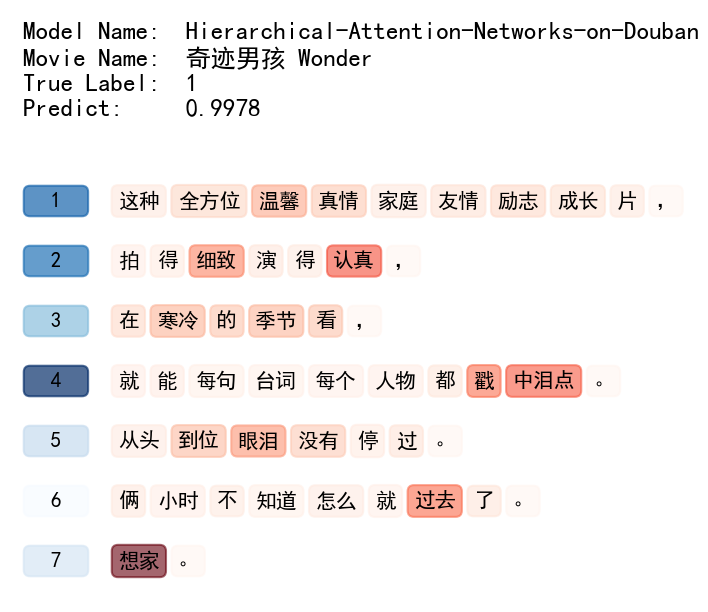 Model Name: Hierarchical-Attention-Networks-on-Douban
Movie Name: 奇迹男孩 Wonder
True Label: 1
Predict: 0.9978
1 这种 全方位 温馨 真情 家庭 友情 励志 成长 片 ，
2 拍 得 细致 演 得 认真 ，
3 在 寒冷 的 季节 看 ，
4 就 能 每句 台词 每个 人物 都 戳 中泪点 。
5 从头 到位 眼泪 没有 停 过 。
6 俩 小时 不 知道 怎么 就 过去 了 。
7 想家 。